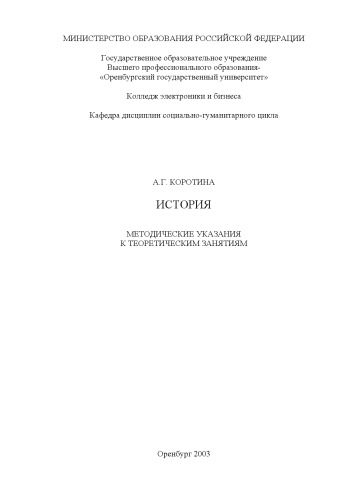 МИНИСТЕРСТВО ОБРАЗОВАНИЯ РОССИЙСКОЙ ФЕДЕРАЦИИ
Государственное образовательное учреждение
Высшего профессионального образования-
«Оренбургский государственный университет»
Колледж электроники и бизнеса
Кафедра дисциплин социально-гуманитарного цикла
А.Г. КОРОТИНА
ИСТОРИЯ
МЕТОДИЧЕСКИЕ УКАЗАНИЯ
К ТЕОРЕТИЧЕСКИМ ЗАНЯТИЯМ
Оренбург 2003